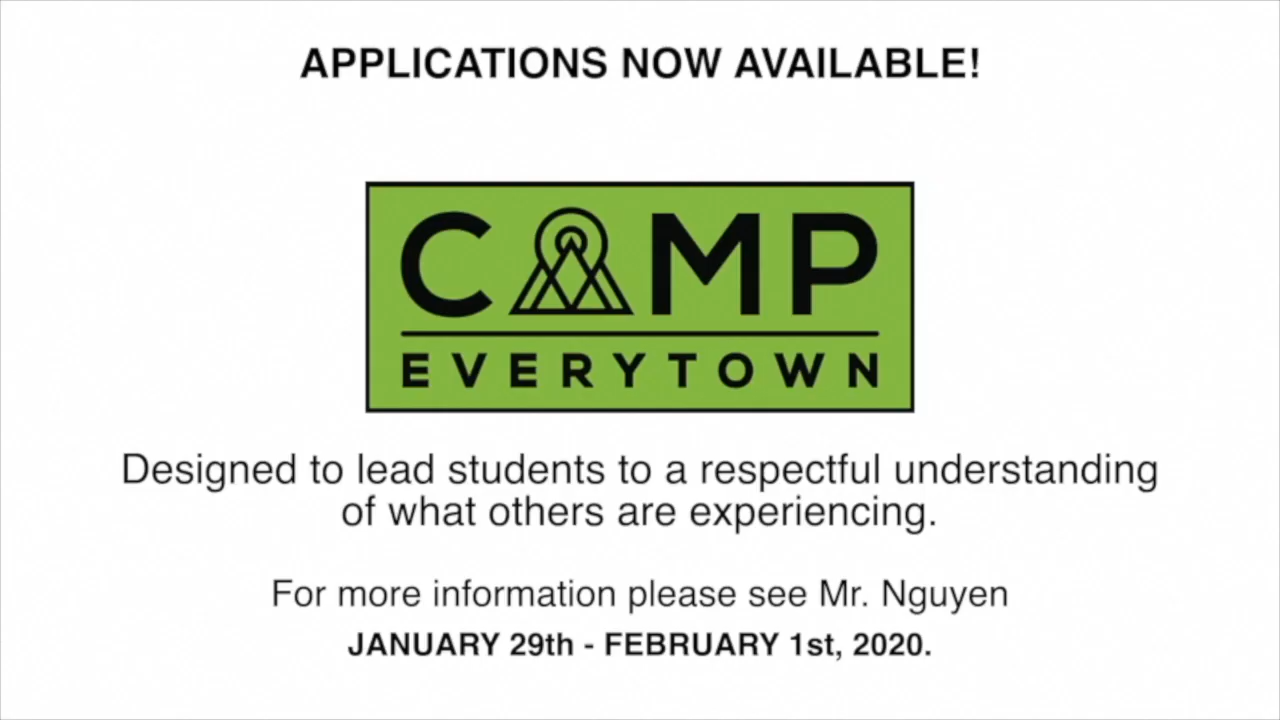 APPLICATIONS NOW AVAILABLE!
CAMP
EVERYTOWN
Designed to lead students to a respectful understanding
of what others are experiencing.
For more information please see Mr. Nguyen
JANUARY 29th - FEBRUARY 1st, 2020.